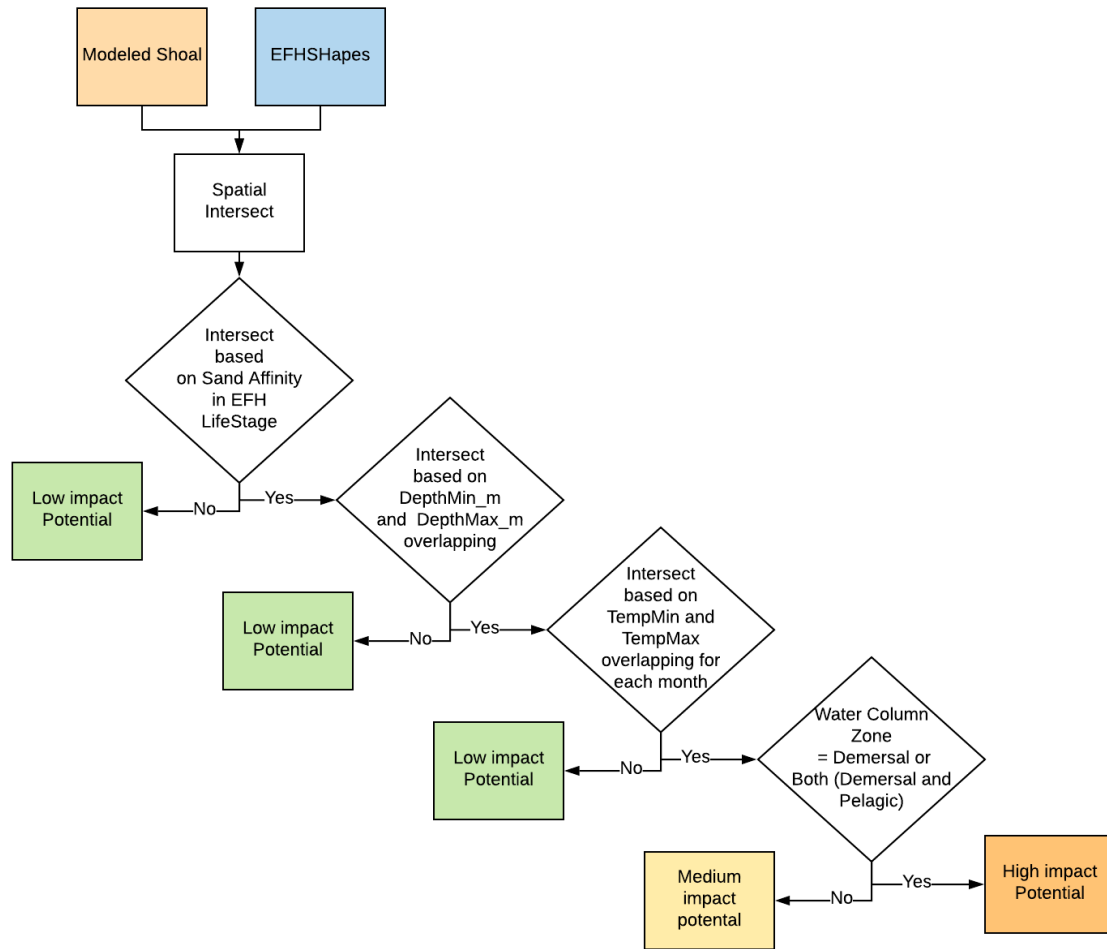 Modeled Shoal
EFHSHapes
Spatial
Intersect
Intersect
based
on Sand Affinity
in EFH
LifeStage
Low impact
Potential
No
Yes
Intersect
based on
DepthMin_m
and DepthMax_m
overlapping
Low impact
Potential
No
Yes
Intersect
based on
TempMin and
TempMax
overlapping for
each month
Low impact
Potential
No
Yes
Water Column
Zone
= Demersal or
Both (Demersal and
Pelagic)
Medium
impact
potental
No
Yes
High impact
Potential